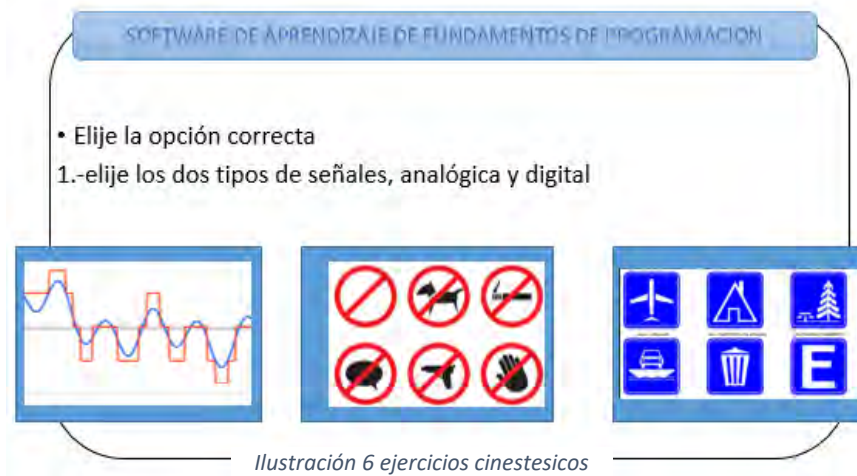 SOFTWARE DE APRENDIZAJE DE FUNDAMENTOS DE PROGRAMACION
• Elije la opción correcta
1.-elije los dos tipos de señales, analógica y digital
E
Ilustración 6 ejercicios cinestesicos